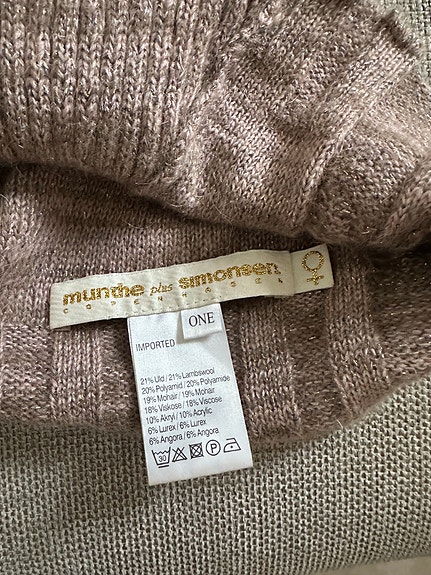 munthe plus simonsen.
COPENHAGEN
ONE
IMPORTED
21% Uld / 21% Lambswool
20% Polyamid / 20% Polyamide
19% Mohair / 19% Mohair
18% Viskose / 18% Viscose
10% Akryl / 10% Acrylic
6% Lurex / 6% Lurex
6% Angora / 6% Angora
30 P